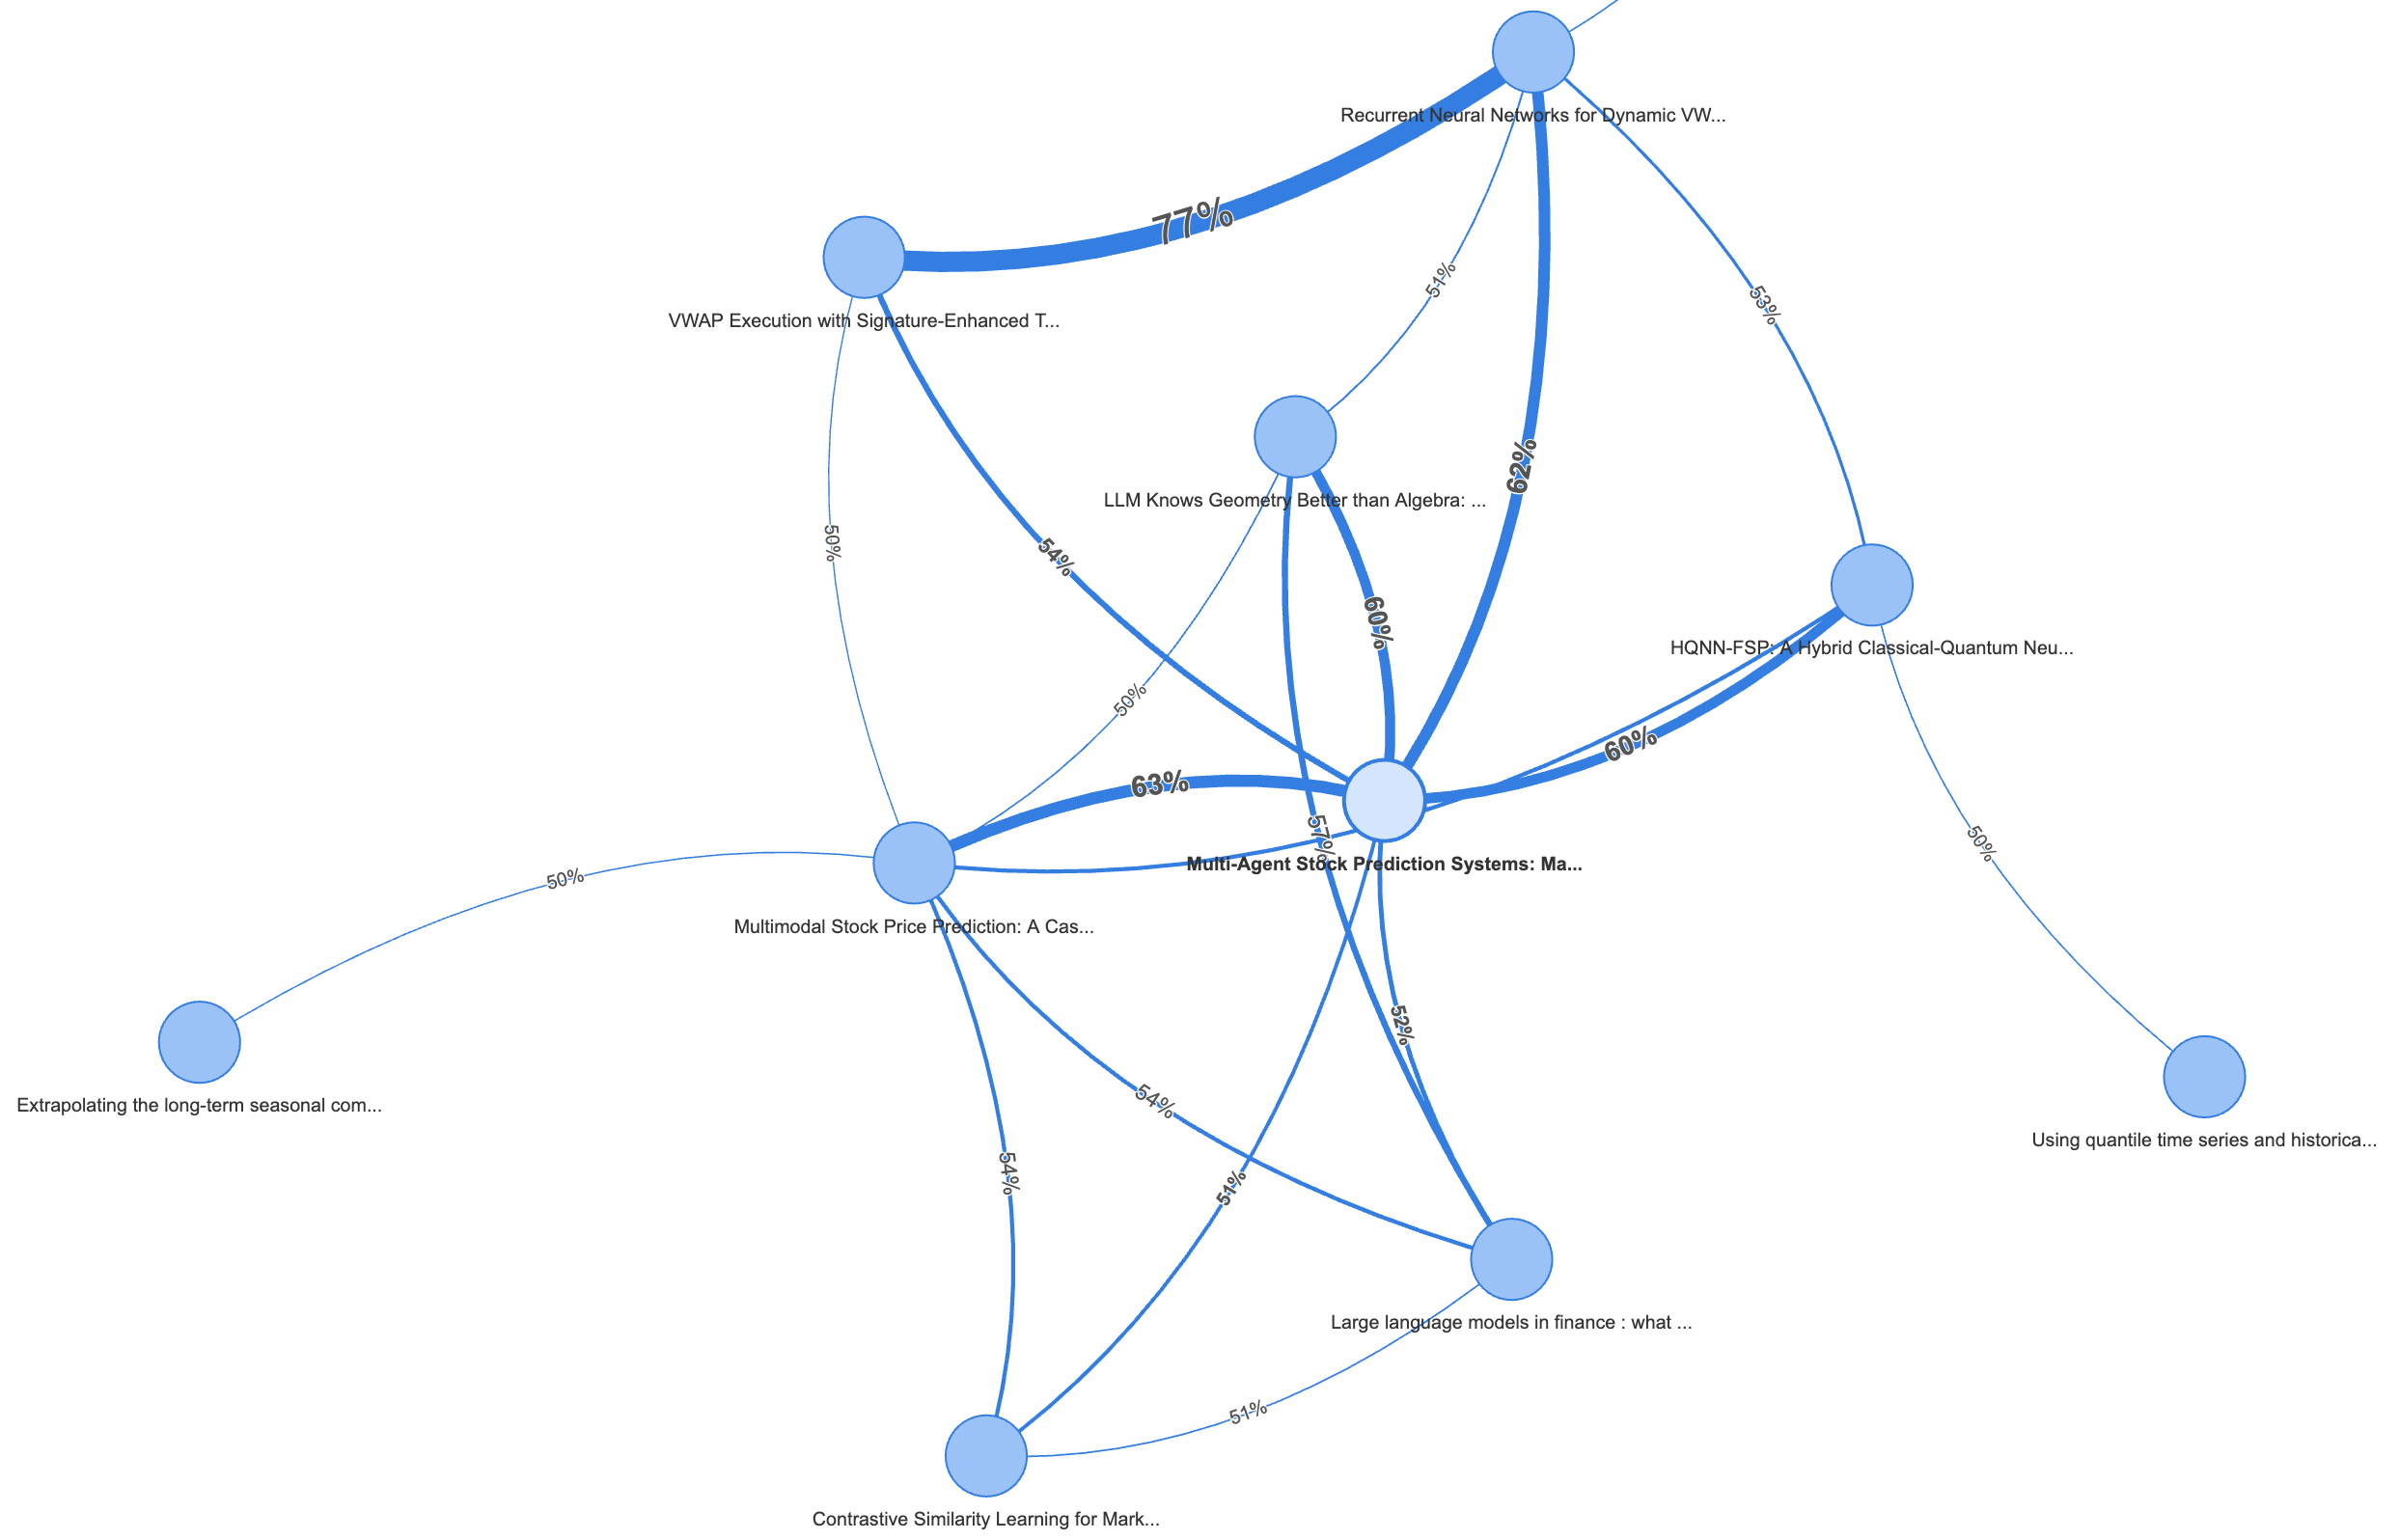 Recurrent Neural Networks for Dynamic VW...
77%
51%
53%
VWAP Execution with Signature-Enhanced T...
62%
LLM Knows Geometry Better than Algebra: ...
50%
54%
60%
HQNN-FSP: A Hybrid Classical-Quantum Neu...
50%
60%
63%
57%
50%
Multi-Agent Stock Prediction Systems: Ma...
50%
Multimodal Stock Price Prediction: A Cas...
52%
Extrapolating the long-term seasonal com...
54%
Using quantile time series and historica...
54%
51%
Large language models in finance : what ...
51%
Contrastive Similarity Learning for Mark...